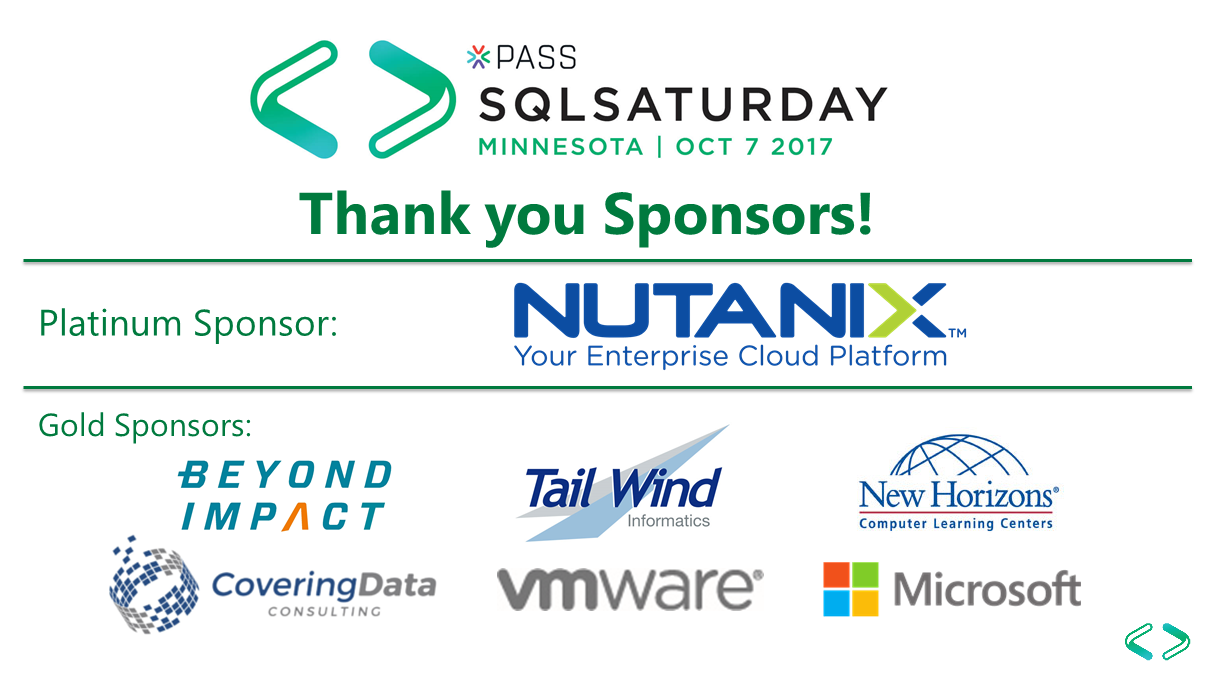 PASS
SQLSATURDAY
MINNESOTA | OCT 7 2017
Thank you Sponsors!
Platinum Sponsor:
NUTANIX™
Your Enterprise Cloud Platform
Gold Sponsors:
BEYOND
IMPACT
Tail Wind
Informatics
New Horizons®
Computer Learning Centers
CoveringData
CONSULTING
vmware®
Microsoft